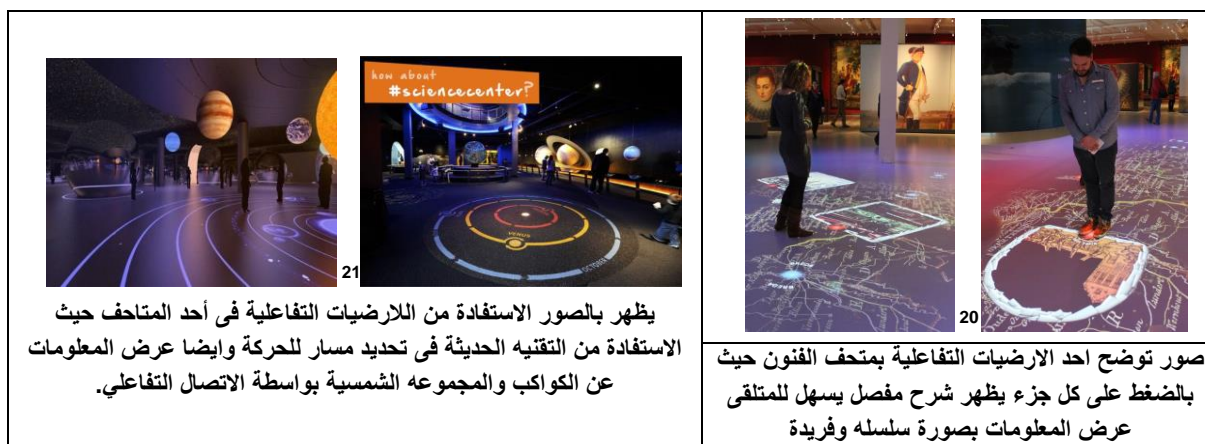 how about
#sciencecenter?
VENUS
21
20
يظهر بالصور الاستفادة من اللارضيات التفاعلية فى أحد المتاحف حيث
الاستفادة من التقنيه الحديثة فى تحديد مسار للحركة وايضا عرض المعلومات
عن الكواكب والمجموعه الشمسية بواسطة الاتصال التفاعلي.
صور توضح احد الارضيات التفاعلية بمتحف الفنون حيث
بالضغط على كل جزء يظهر شرح مفصل يسهل للمتلقى
عرض المعلومات بصورة سلسله وفريدة